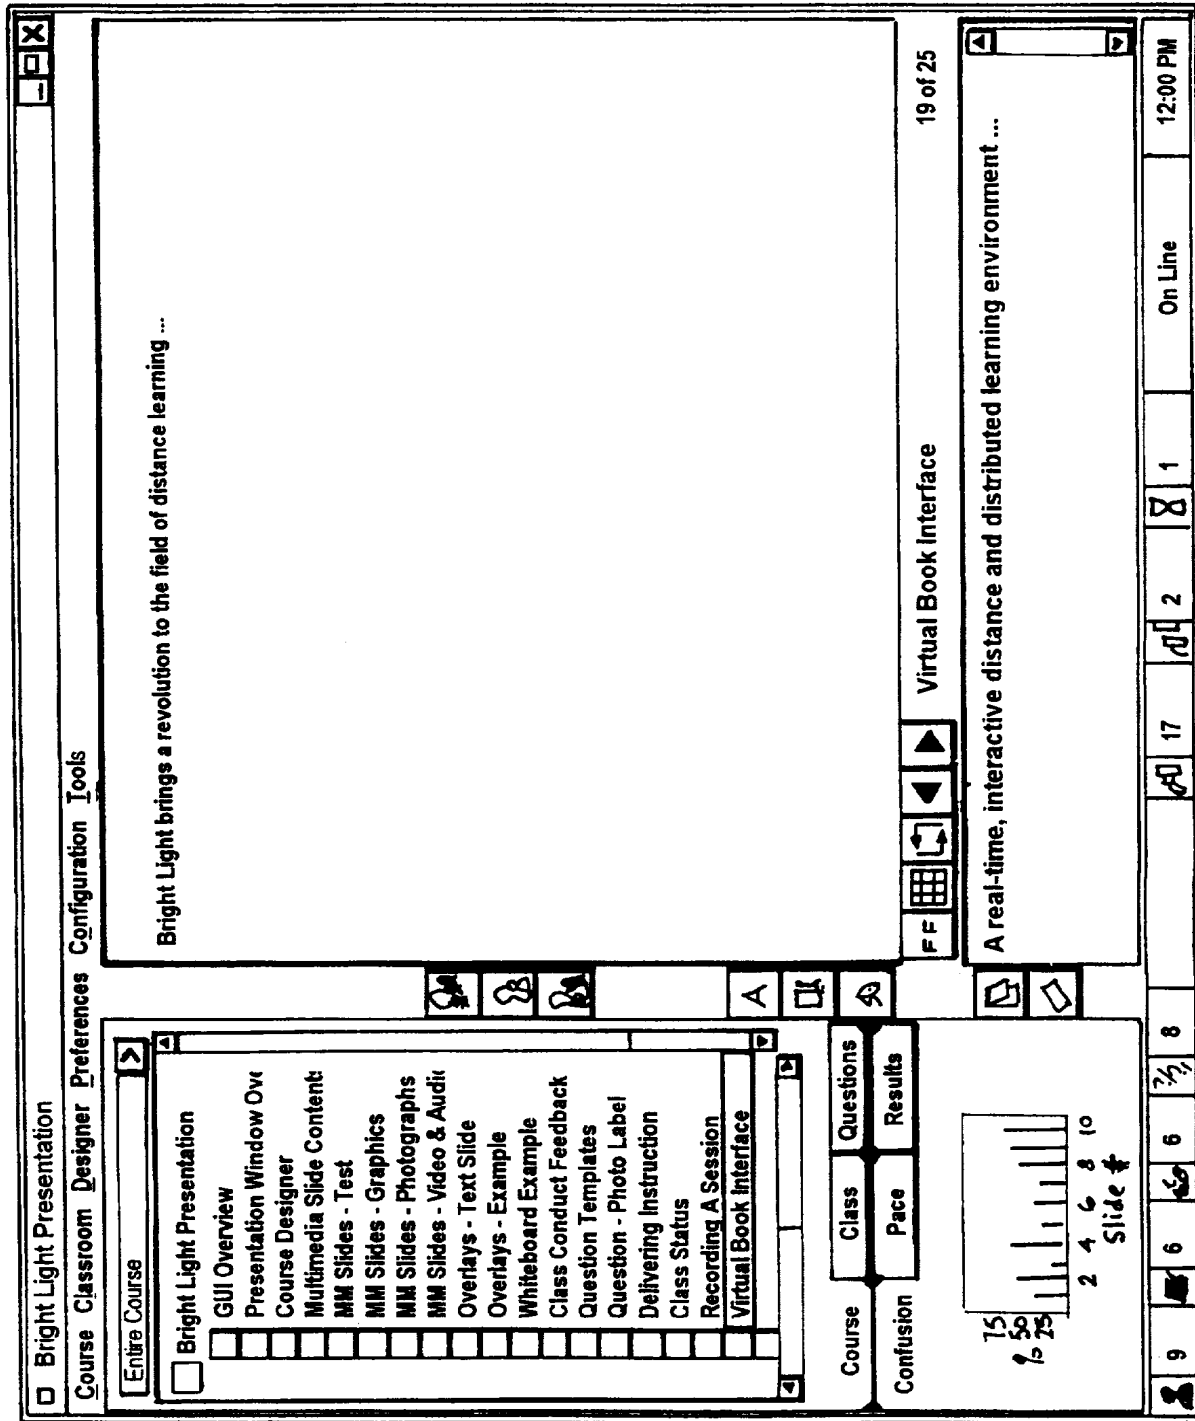 Bright Light Presentation
Course Classroom Designer Preferences Configuration Tools
Entire Course
Bright Light Presentation
GUI Overview
Presentation Window Ove
Course Designer
Multimedia Slide Contents
MM Slides - Test
MM Slides - Graphics
MM Slides - Photographs
MM Slides - Video & Audio
Overlays - Text Slide
Overlays - Example
Whiteboard Example
Class Conduct Feedback
Question Templates
Question - Photo Label
Delivering Instruction
Class Status
Recording A Session
Virtual Book Interface
Course Class Questions
Confusion Pace Results
75
50
% 25
2 4 6 8 10
Slide #
A
Bright Light brings a revolution to the field of distance learning ...
FF
Virtual Book Interface 19 of 25
A real-time, interactive distance and distributed learning environment ...
9 6 6 ?? 8 17 2 1 On Line 12:00 PM